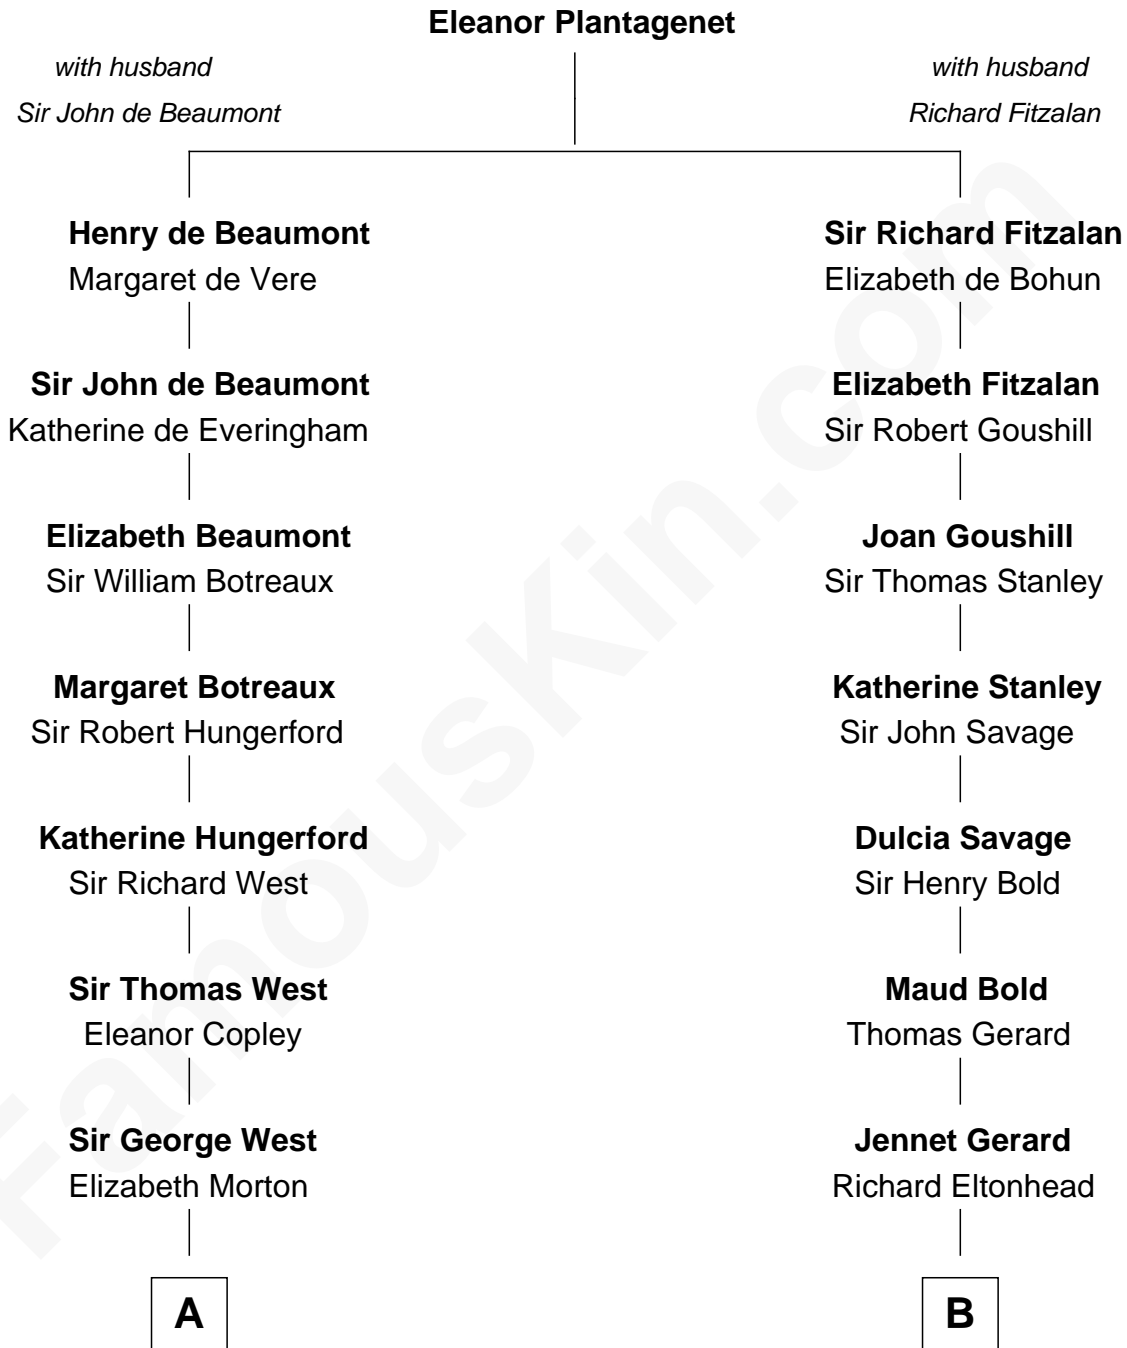 Eleanor Plantagenet
with husband
Sir John de Beaumont
with husband
Richard Fitzalan
Henry de Beaumont
Margaret de Vere
Sir Richard Fitzalan
Elizabeth de Bohun
Sir John de Beaumont
Katherine de Everingham
Elizabeth Fitzalan
Sir Robert Goushill
Elizabeth Beaumont
Sir William Botreaux
Joan Goushill
Sir Thomas Stanley
Margaret Botreaux
Sir Robert Hungerford
Katherine Stanley
Sir John Savage
Katherine Hungerford
Sir Richard West
Dulcia Savage
Sir Henry Bold
Sir Thomas West
Eleanor Copley
Maud Bold
Thomas Gerard
Sir George West
Elizabeth Morton
Jennet Gerard
Richard Eltonhead
A
B
FamousKin.com